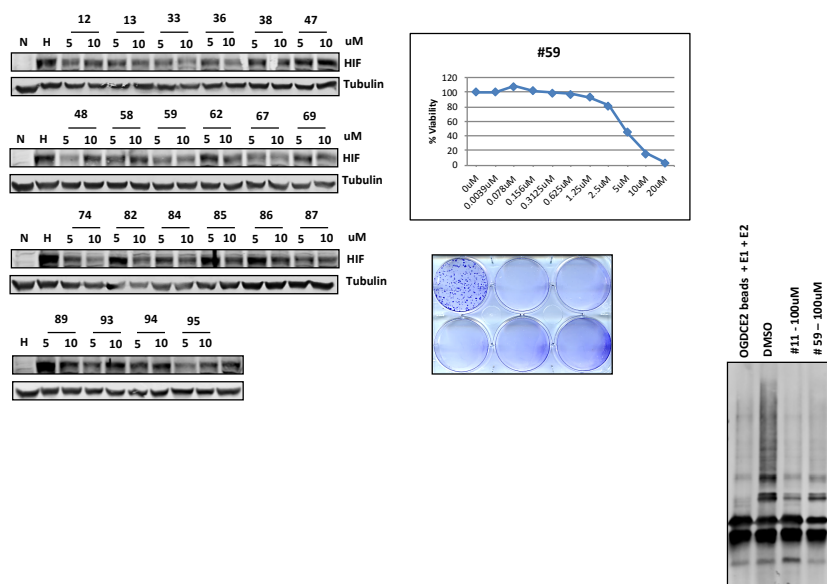 12 13 33 36 38 47
N H 5 10 5 10 5 10 5 10 5 10 5 10 uM
HIF
Tubulin
48 58 59 62 67 69
N H 5 10 5 10 5 10 5 10 5 10 5 10 uM
HIF
Tubulin
74 82 84 85 86 87
N H 5 10 5 10 5 10 5 10 5 10 5 10 uM
HIF
Tubulin
89 93 94 95
H 5 10 5 10 5 10 5 10
#59
% Viability
120
100
80
60
40
20
0
0uM
0.0039uM
0.078uM
0.156uM
0.3125uM
0.625uM
1.25uM
2.5uM
5uM
10uM
20uM
OGDCE2 beads + E1 + E2
DMSO
#11 - 100uM
# 59 – 100uM